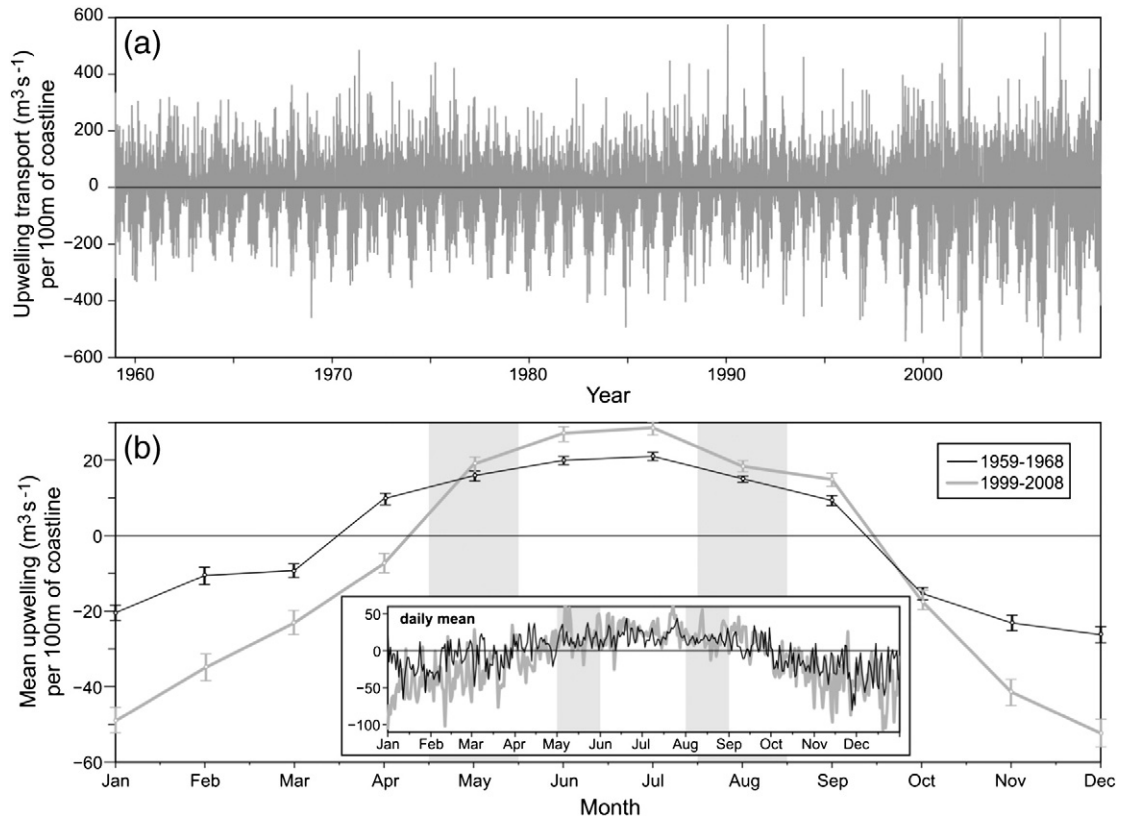 (a)
Upwelling transport (m³ s⁻¹)
per 100m of coastline
600
400
200
0
−200
−400
−600
1960 1970 1980 1990 2000
Year
(b)
Mean upwelling (m³ s⁻¹)
per 100m of coastline
20
0
−20
−40
−60
1959-1968
1999-2008
daily mean
50
0
−50
−100
Jan Feb Mar Apr May Jun Jul Aug Sep Oct Nov Dec
Jan Feb Mar Apr May Jun Jul Aug Sep Oct Nov Dec
Month